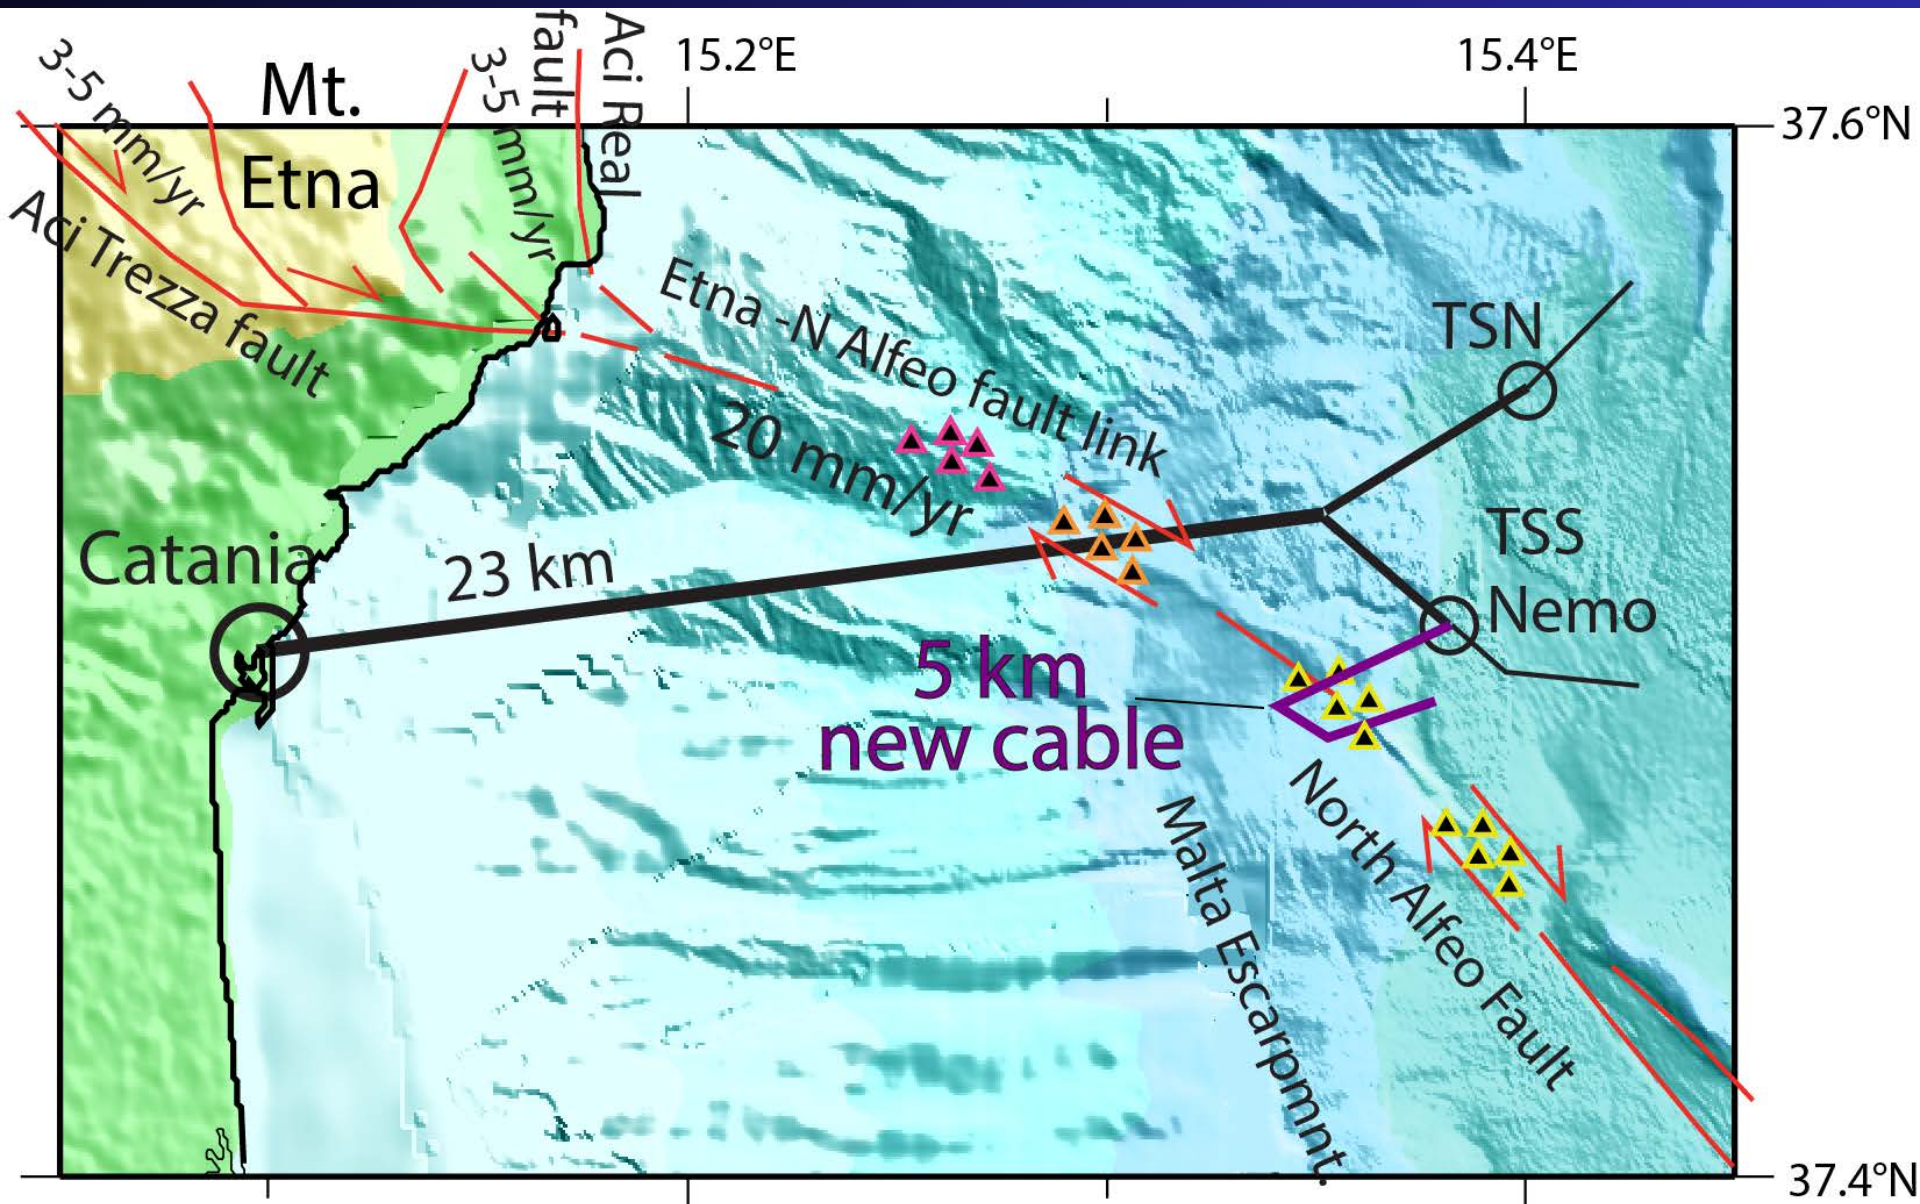 15.2°E
15.4°E
37.6°N
37.4°N
3-5 mm/yr
Mt.
Etna
3-5 mm/yr
Aci Real
fault
Aci Trezza fault
Etna -N Alfeo fault link
20 mm/yr
TSN
TSS
Nemo
Catania
23 km
5 km
new cable
North Alfeo Fault
Malta Escarpmnt.